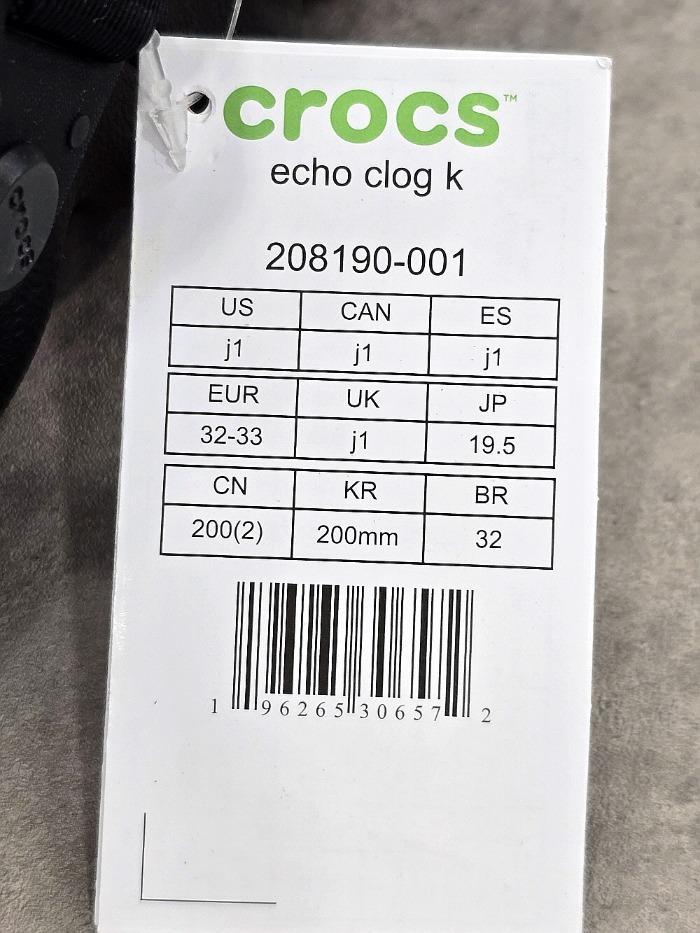 crocs™
echo clog k
208190-001
US CAN ES
j1 j1 j1
EUR UK JP
32-33 j1 19.5
CN KR BR
200(2) 200mm 32
1 96265 30657 2
crocs